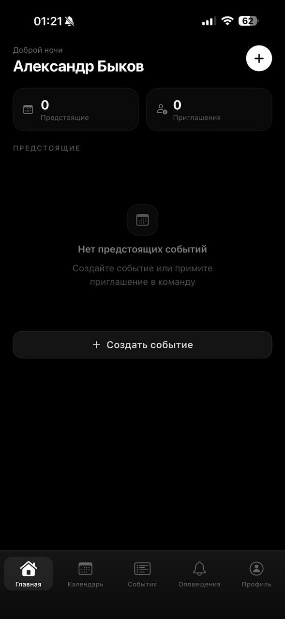 01:21
62
Доброй ночи
Александр Быков
0
Предстоящие
0
Приглашения
ПРЕДСТОЯЩИЕ
Нет предстоящих событий
Создайте событие или примите
приглашение в команду
+ Создать событие
Главная
Календарь
События
Оповещения
Профиль